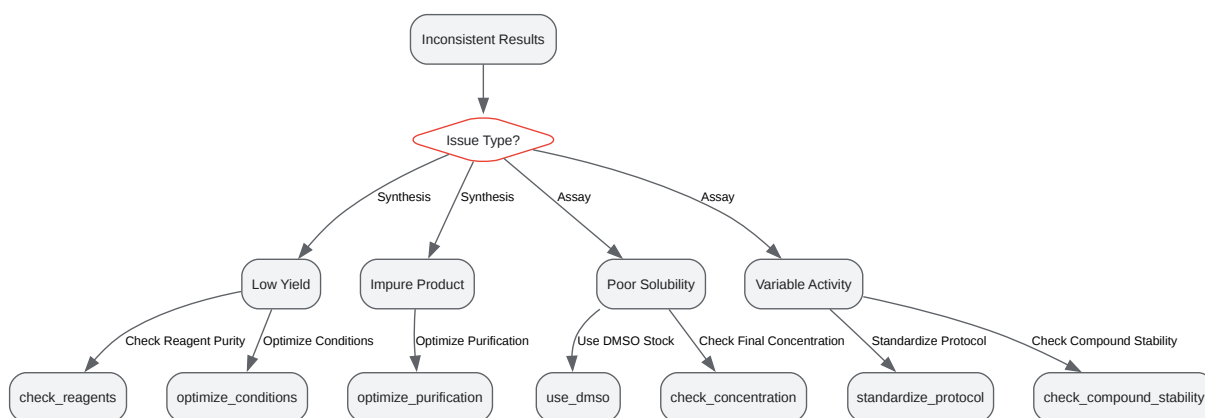 Inconsistent Results
Issue Type?
Synthesis
Synthesis
Assay
Assay
Low Yield
Impure Product
Poor Solubility
Variable Activity
Check Reagent Purity
Optimize Conditions
Optimize Purification
Use DMSO Stock
Check Final Concentration
Standardize Protocol
Check Compound Stability
check_reagents
optimize_conditions
optimize_purification
use_dmso
check_concentration
standardize_protocol
check_compound_stability